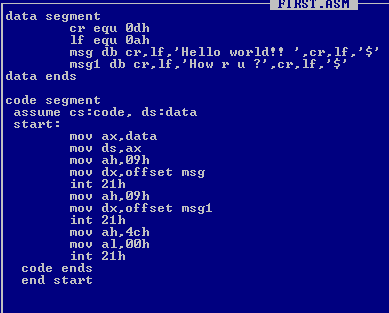 FIRST.ASM
data segment
cr equ 0dh
lf equ 0ah
msg db cr,lf,'Hello world!! ',cr,lf,'$'
msg1 db cr,lf,'How r u ?',cr,lf,'$'
data ends
code segment
assume cs:code, ds:data
start:
mov ax,data
mov ds,ax
mov ah,09h
mov dx,offset msg
int 21h
mov ah,09h
mov dx,offset msg1
int 21h
mov ah,4ch
mov al,00h
int 21h
code ends
end start